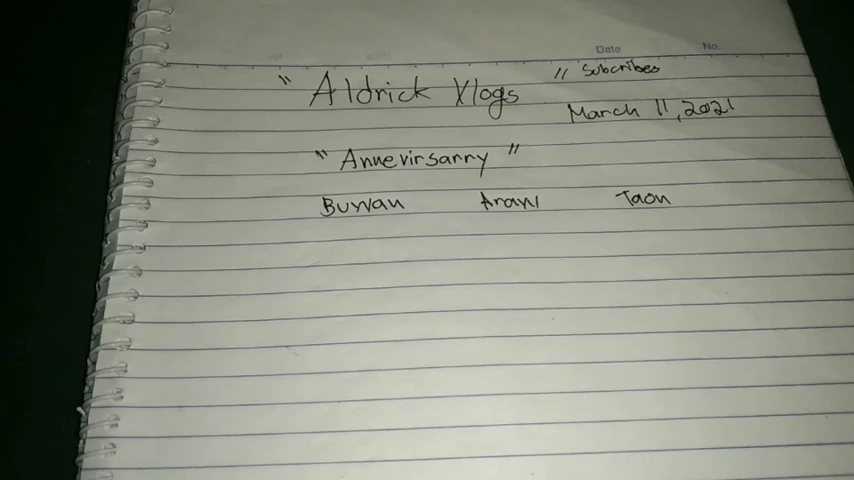 Date No.
" Aldrick Vlogs " Subcribes
March 11, 2021
" Annevirsarry "
Buwan Araw Taon